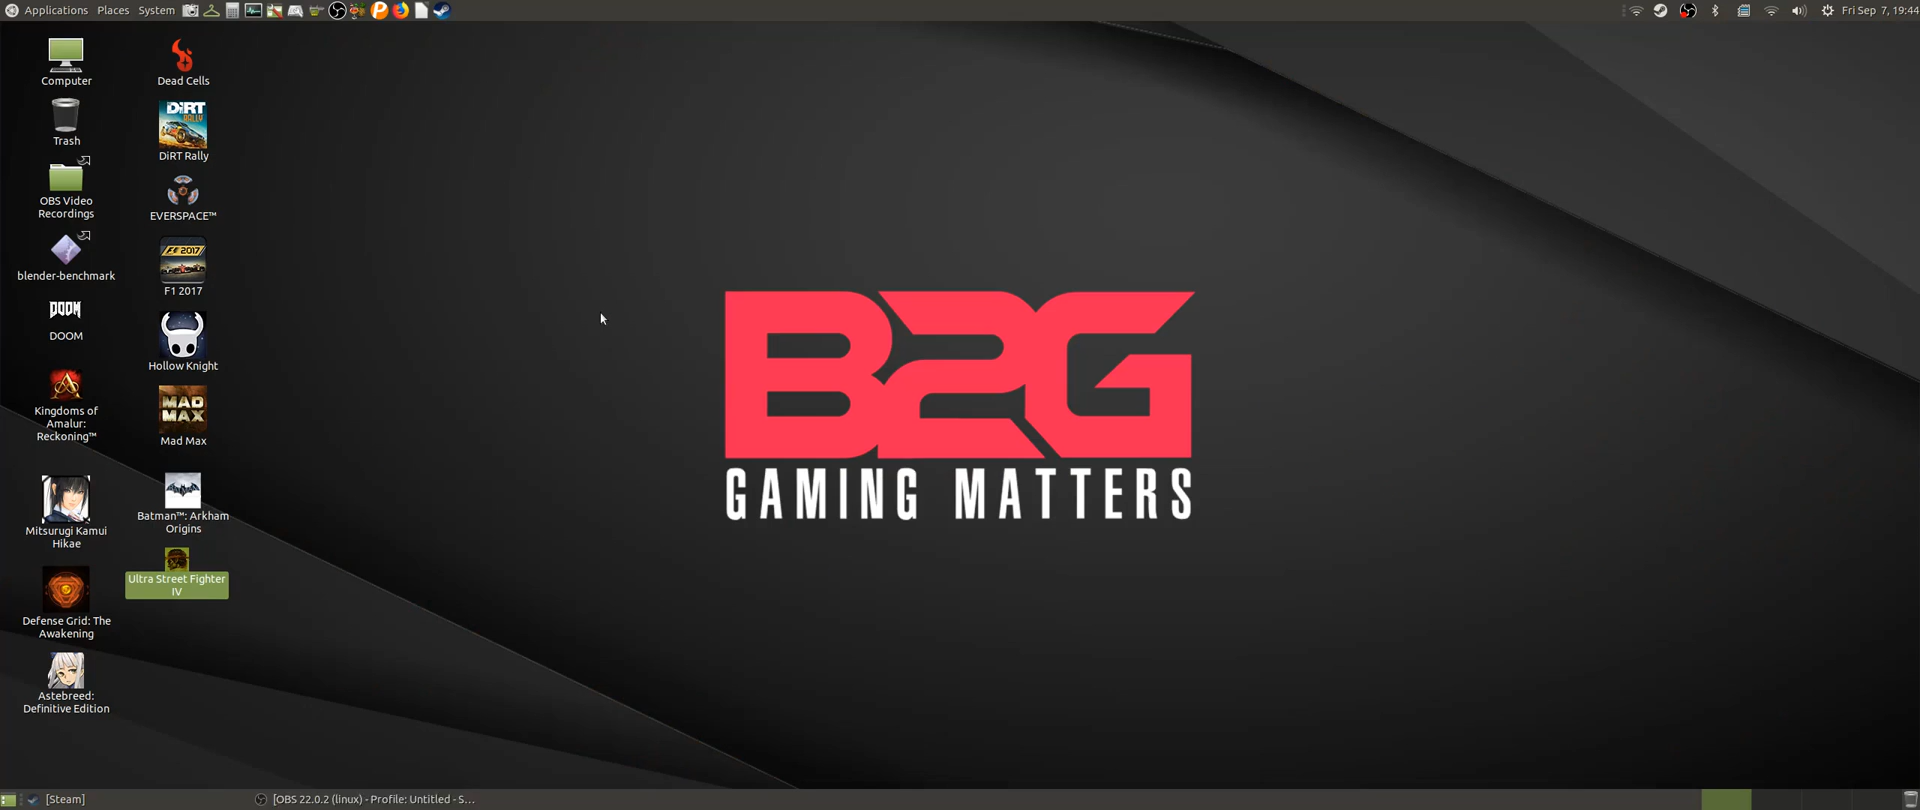 Applications Places System
Fri Sep 7, 19:44
Computer
Trash
OBS Video
Recordings
blender-benchmark
DOOM
DOOM
Kingdoms of
Amalur:
Reckoning™
Mitsurugi Kamui
Hikae
Defense Grid: The
Awakening
Astebreed:
Definitive Edition
Dead Cells
DiRT
RALLY
DiRT Rally
EVERSPACE™
F1 2017
F1 2017
Hollow Knight
MAD
MAX
Mad Max
Batman™: Arkham
Origins
Ultra Street Fighter
IV
B2G
GAMING MATTERS
[Steam]
[OBS 22.0.2 (linux) - Profile: Untitled - S...